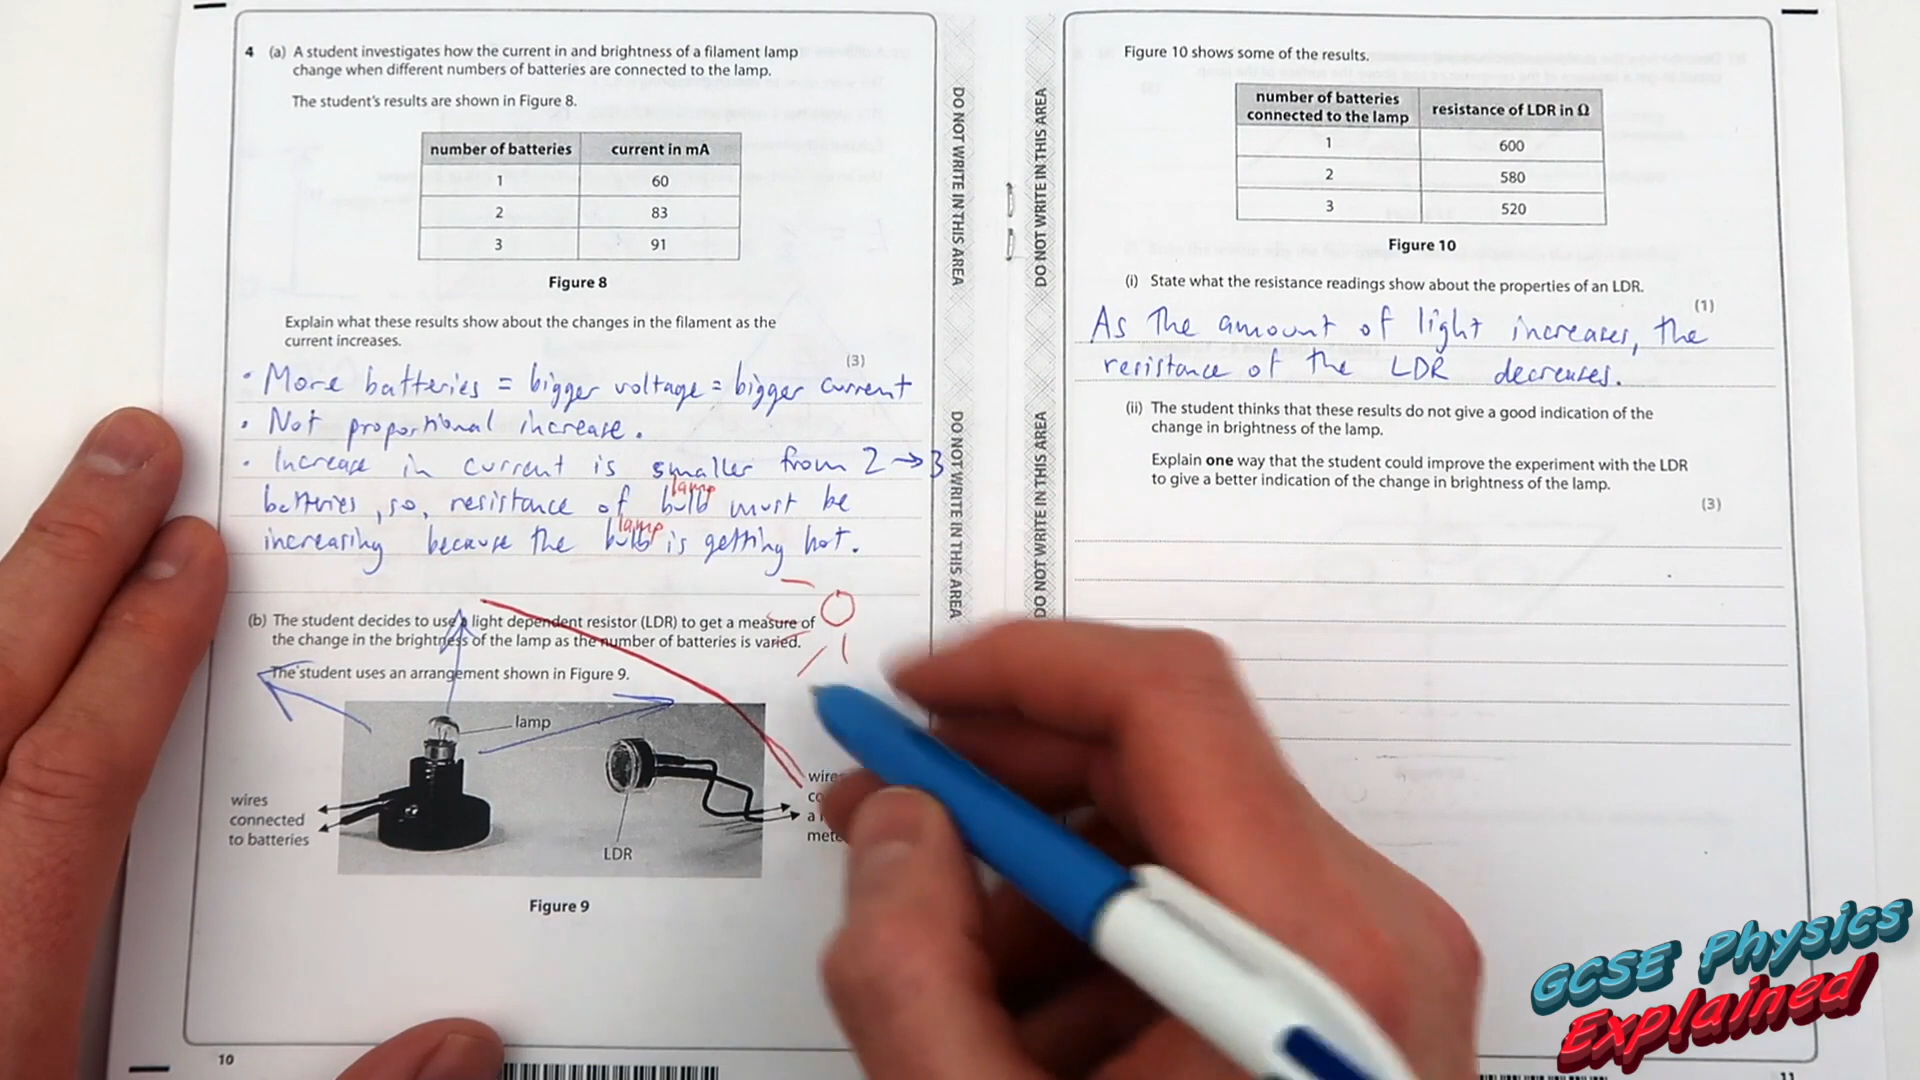 4 (a) A student investigates how the current in and brightness of a filament lamp
change when different numbers of batteries are connected to the lamp.
The student's results are shown in Figure 8.
number of batteries current in mA
1 60
2 83
3 91
Figure 8
Explain what these results show about the changes in the filament as the
current increases.
(3)
• More batteries = bigger voltage = bigger current
• Not proportional increase.
• Increase in current is smaller from 2 → 3
lamp
batteries, so, resistance of bulb must be
lamp
increasing because the bulb is getting hot.
(b) The student decides to use a light dependent resistor (LDR) to get a measure of
the change in the brightness of the lamp as the number of batteries is varied.
The student uses an arrangement shown in Figure 9.
lamp
wires
connected
to batteries
LDR
Figure 9
10
DO NOT WRITE IN THIS AREA
DO NOT WRITE IN THIS AREA
DO NOT WRITE IN THIS AREA
DO NOT WRITE IN THIS AREA
Figure 10 shows some of the results.
number of batteries
connected to the lamp resistance of LDR in Ω
1 600
2 580
3 520
Figure 10
(i) State what the resistance readings show about the properties of an LDR.
(1)
As the amount of light increases, the
resistance of the LDR decreases.
(ii) The student thinks that these results do not give a good indication of the
change in brightness of the lamp.
Explain one way that the student could improve the experiment with the LDR
to give a better indication of the change in brightness of the lamp.
(3)
11
GCSE Physics
Explained